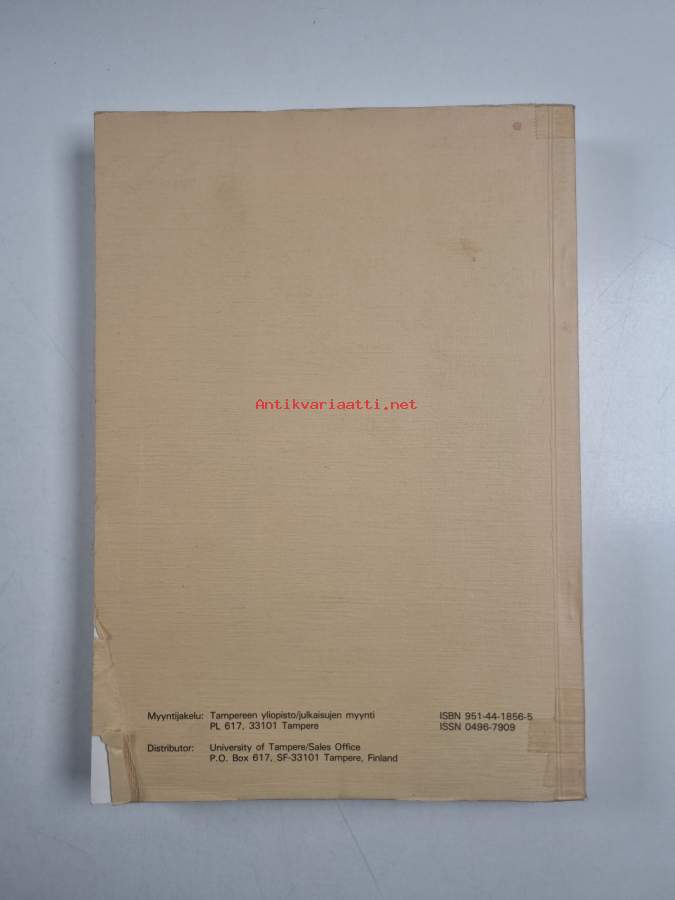 Antikvariaatti.net
Myyntijakelu: Tampereen yliopisto/julkaisujen myynti
PL 617, 33101 Tampere
ISBN 951-44-1856-5
ISSN 0496-7909
Distributor: University of Tampere/Sales Office
P.O. Box 617, SF-33101 Tampere, Finland